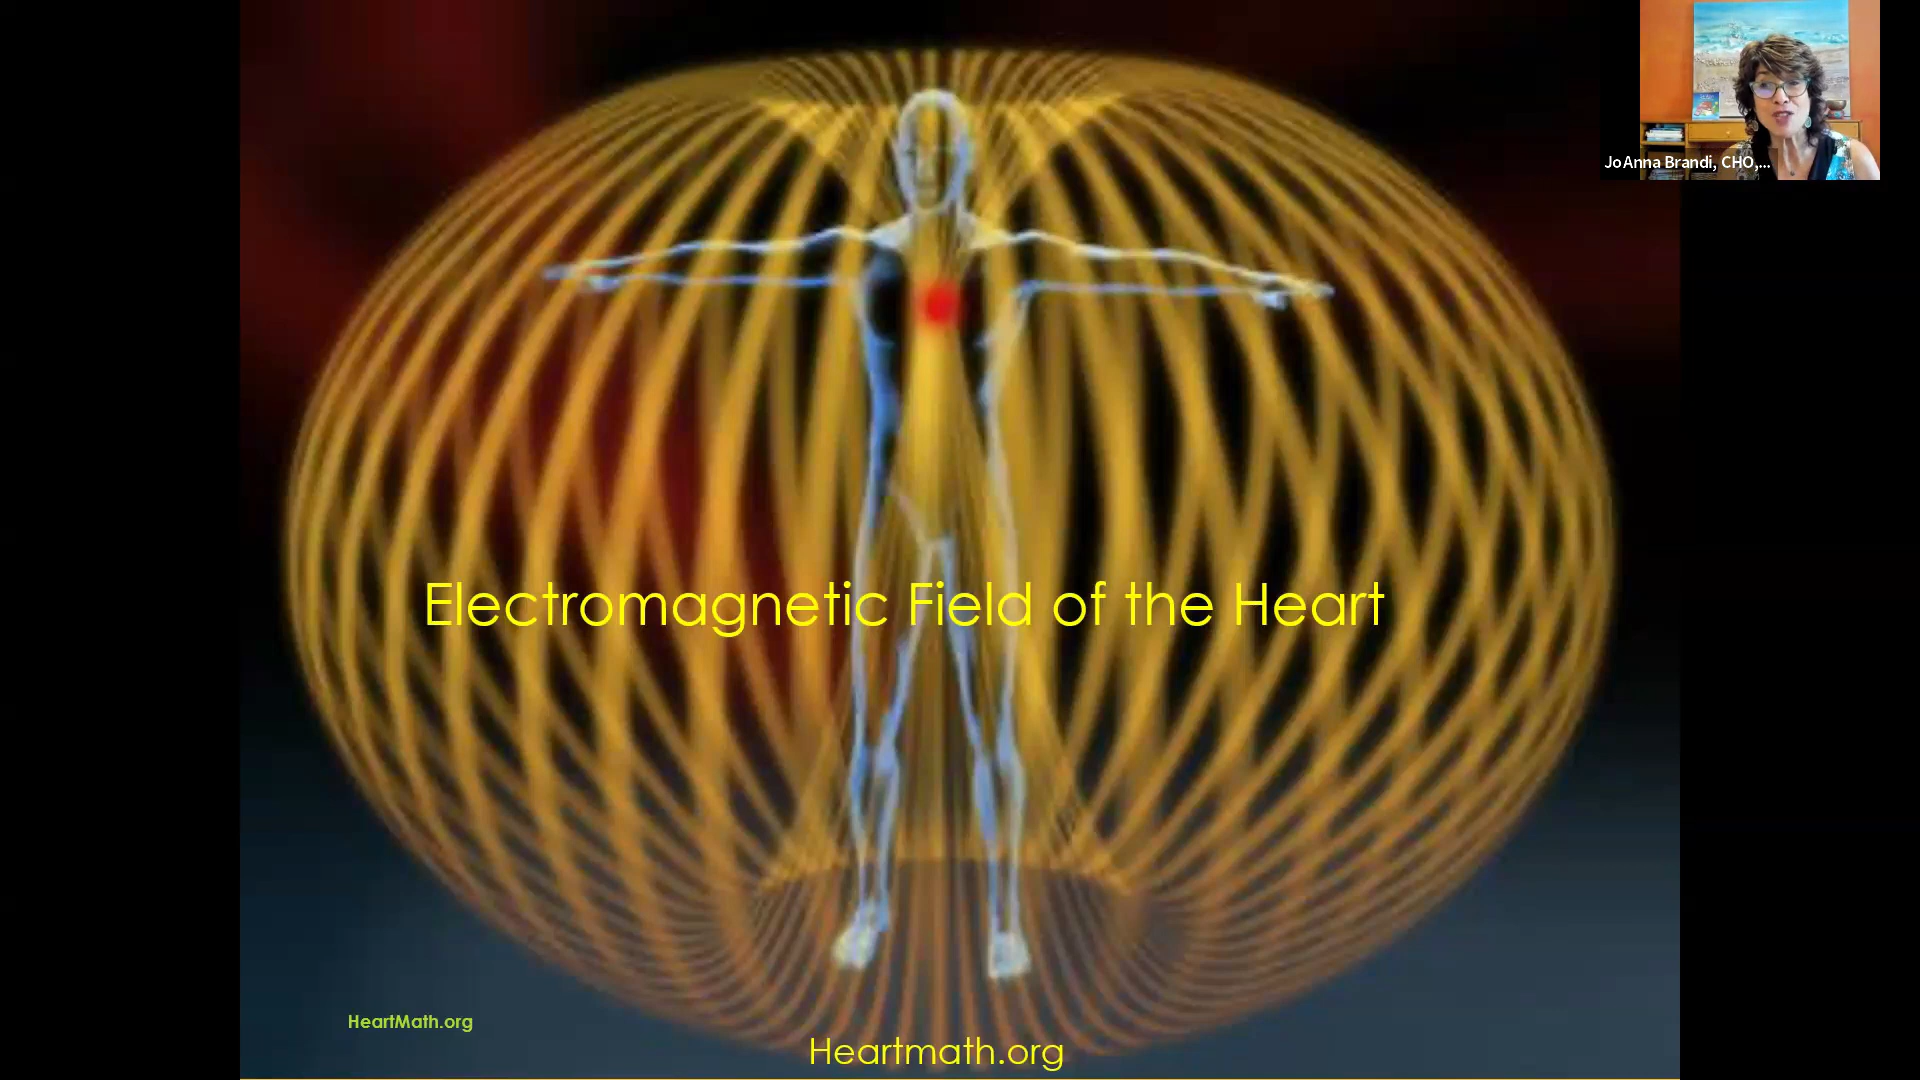 JoAnna Brandi, CHO,...
Electromagnetic Field of the Heart
HeartMath.org
Heartmath.org